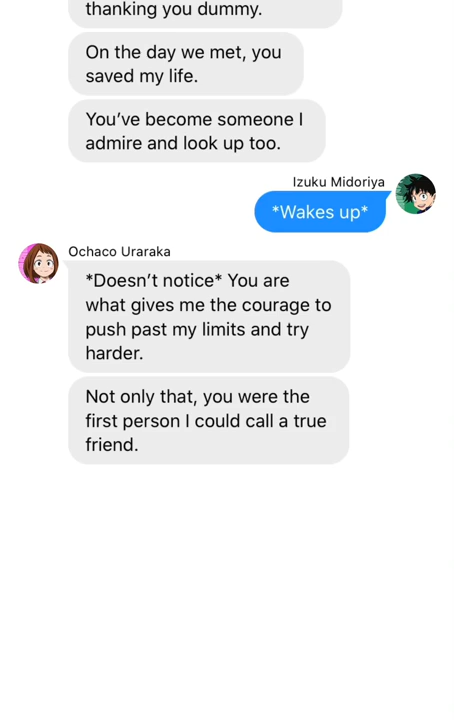 thanking you dummy.
On the day we met, you
saved my life.
You’ve become someone I
admire and look up too.
Izuku Midoriya
*Wakes up*
Ochaco Uraraka
*Doesn’t notice* You are
what gives me the courage to
push past my limits and try
harder.
Not only that, you were the
first person I could call a true
friend.